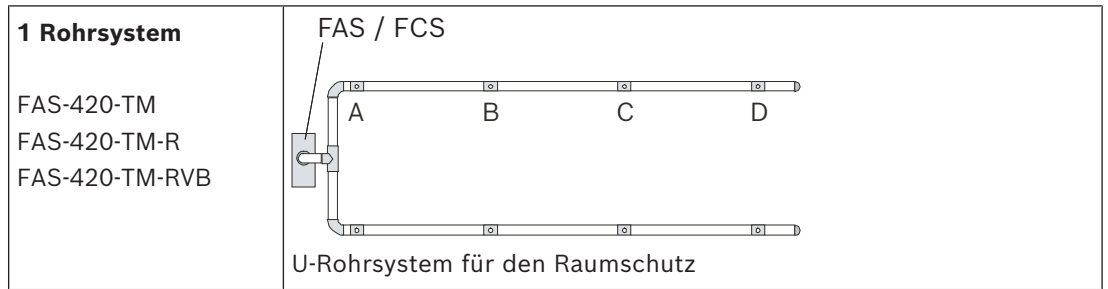 1 Rohrsystem
FAS-420-TM
FAS-420-TM-R
FAS-420-TM-RVB
FAS / FCS
A B C D
U-Rohrsystem für den Raumschutz